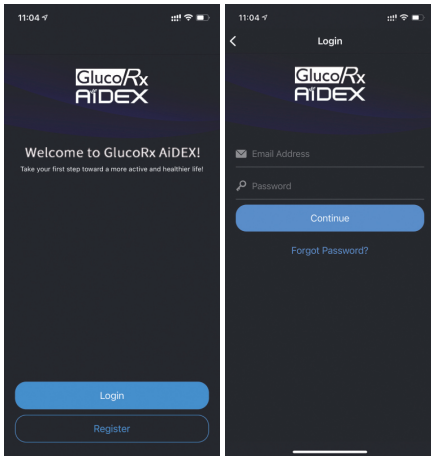 11:04
GlucoRx
AiDEX
Welcome to GlucoRx AiDEX!
Take your first step toward a more active and healthier life!
Login
Register
11:04
Login
GlucoRx
AiDEX
Email Address
Password
Continue
Forgot Password?